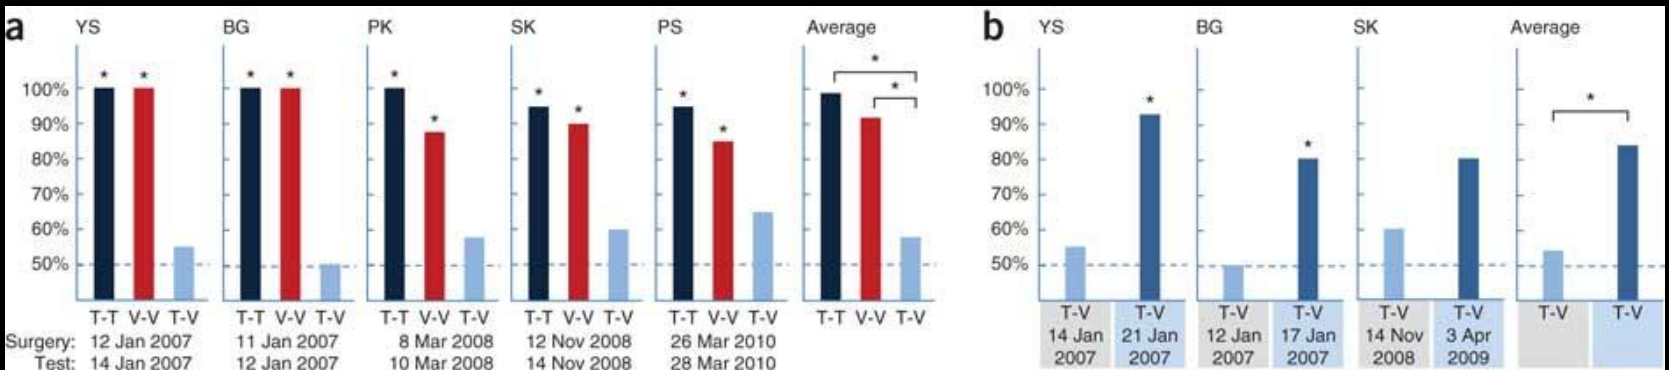 a YS BG PK SK PS Average
* * * * * * * * * * * *
100%
90%
80%
70%
60%
50%
T-T V-V T-V T-T V-V T-V T-T V-V T-V T-T V-V T-V T-T V-V T-V T-T V-V T-V
Surgery: 12 Jan 2007 11 Jan 2007 8 Mar 2008 12 Nov 2008 26 Mar 2010
Test: 14 Jan 2007 12 Jan 2007 10 Mar 2008 14 Nov 2008 28 Mar 2010
b YS BG SK Average
* * *
100%
90%
80%
70%
60%
50%
T-V T-V T-V T-V T-V T-V T-V T-V
14 Jan 21 Jan 12 Jan 17 Jan 14 Nov 3 Apr
2007 2007 2007 2007 2008 2009